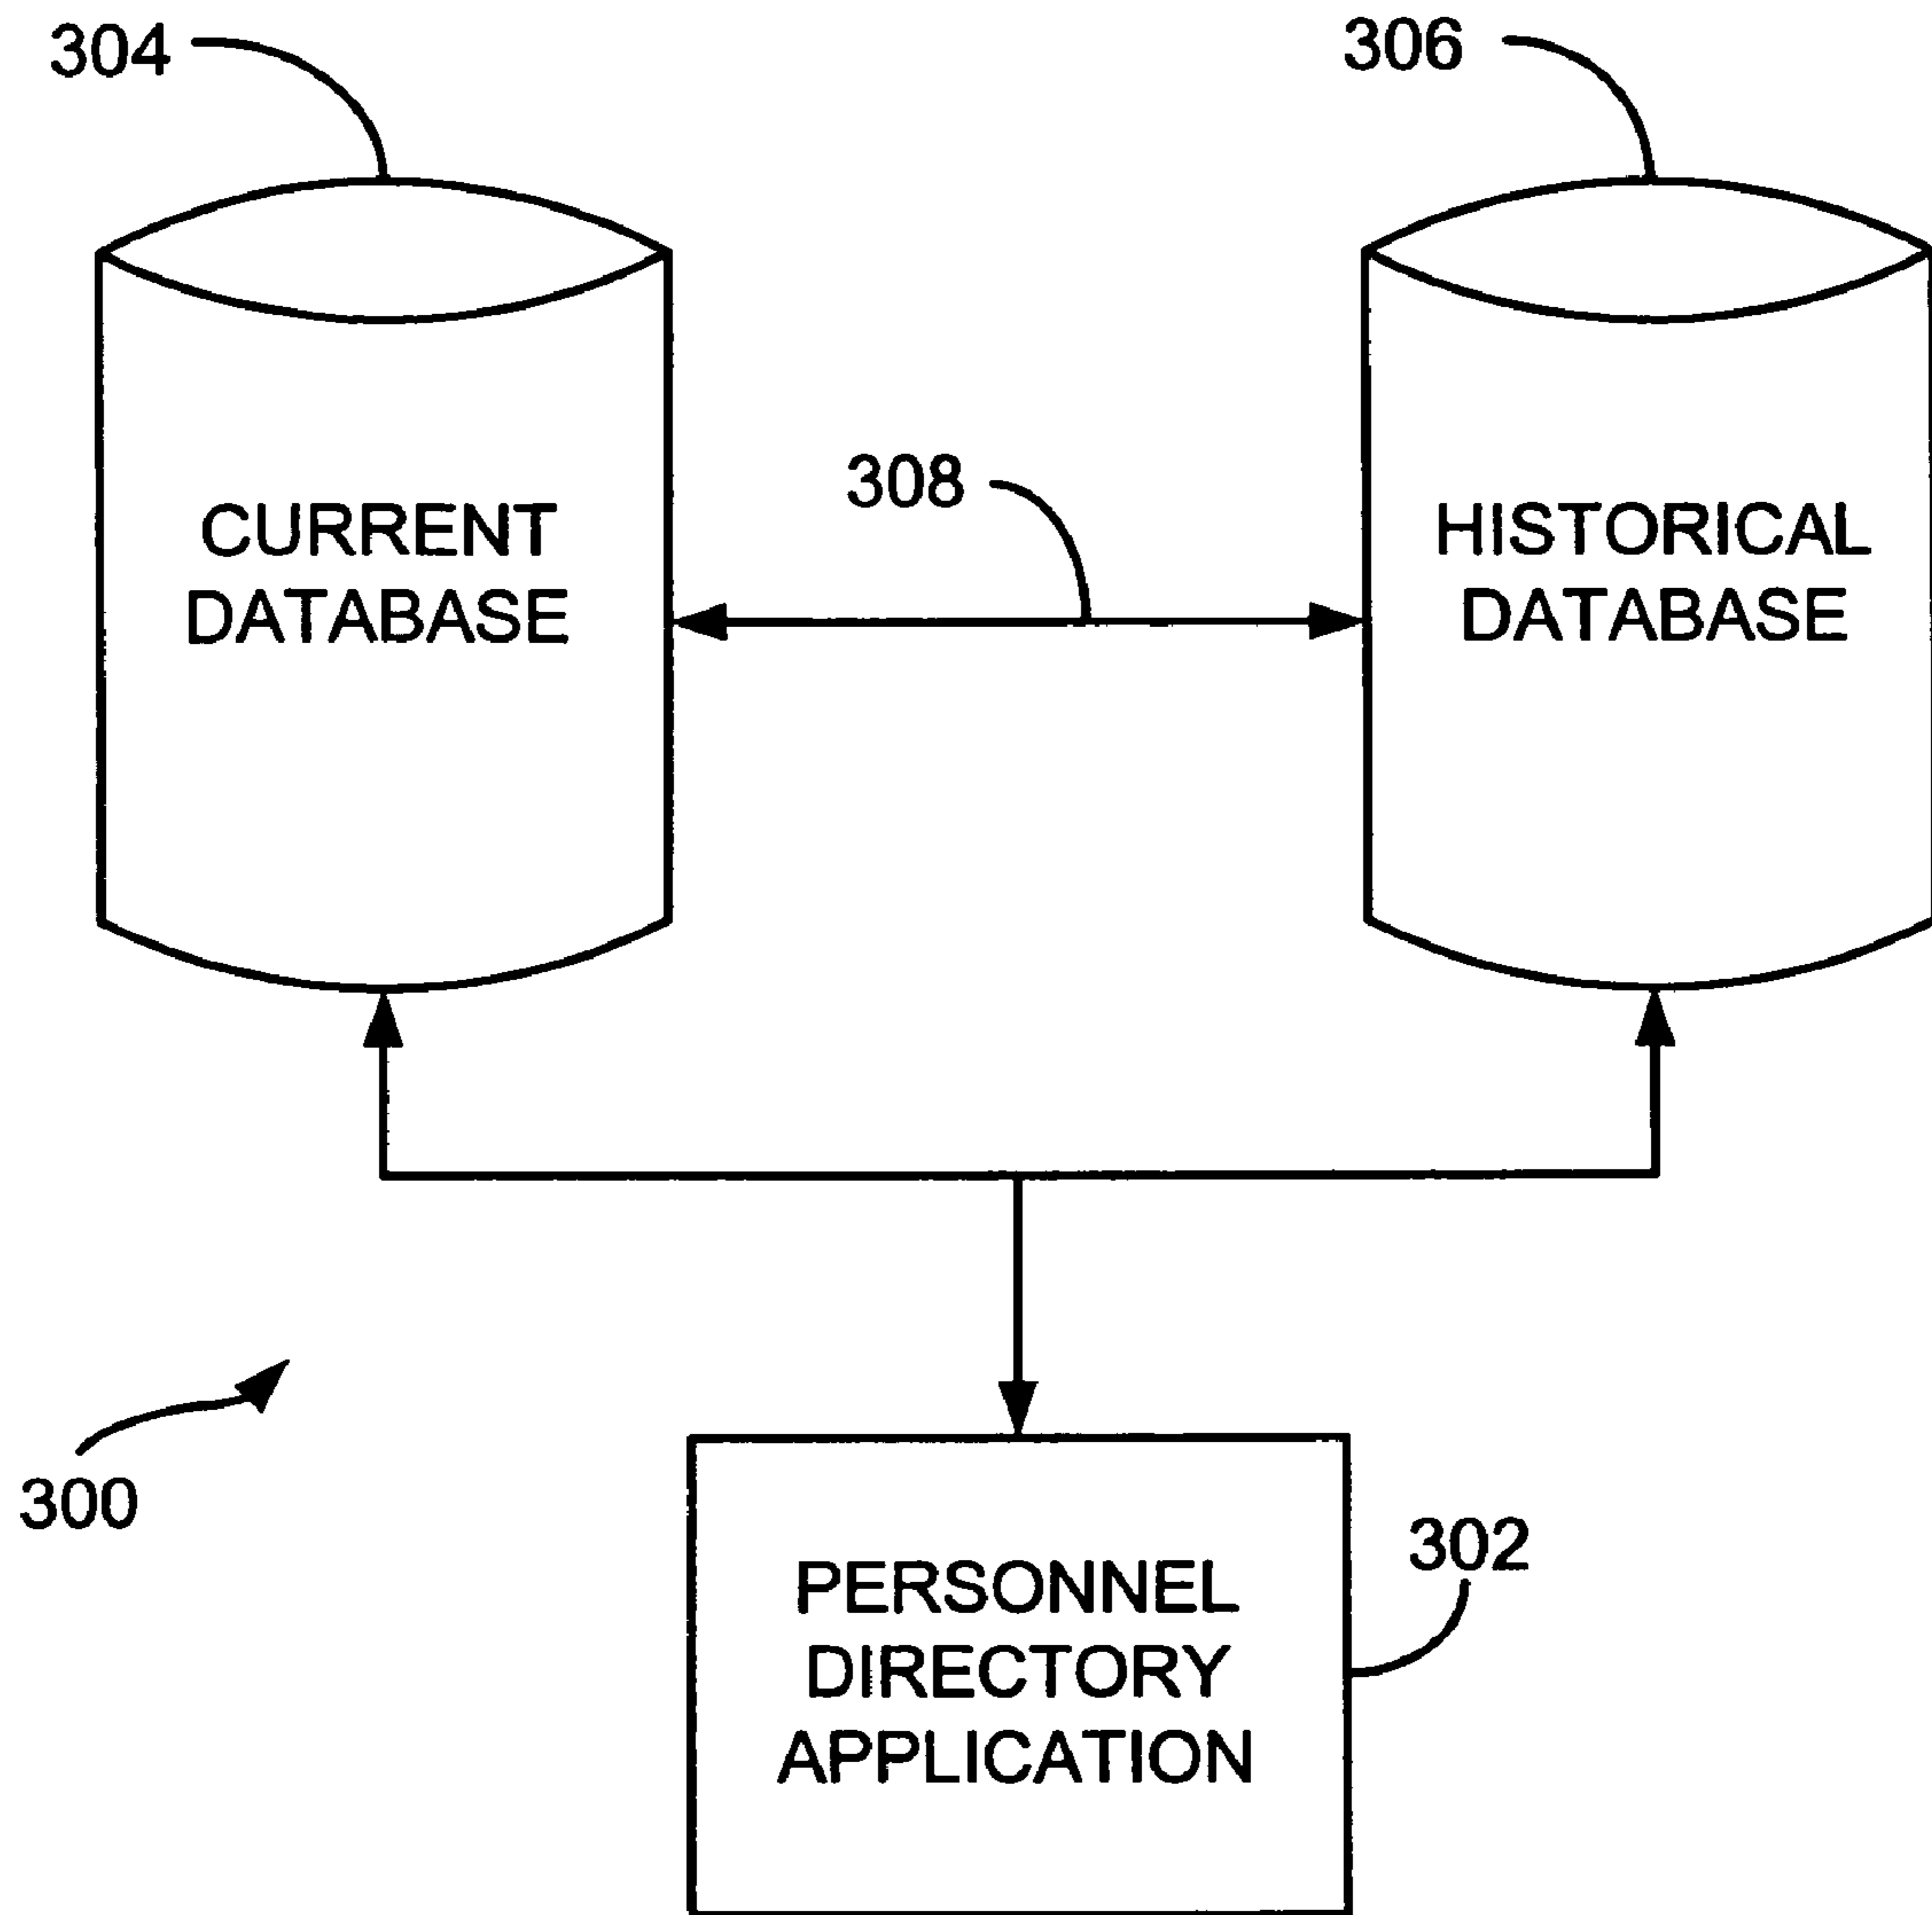 304
306
308
CURRENT
DATABASE
HISTORICAL
DATABASE
300
302
PERSONNEL
DIRECTORY
APPLICATION